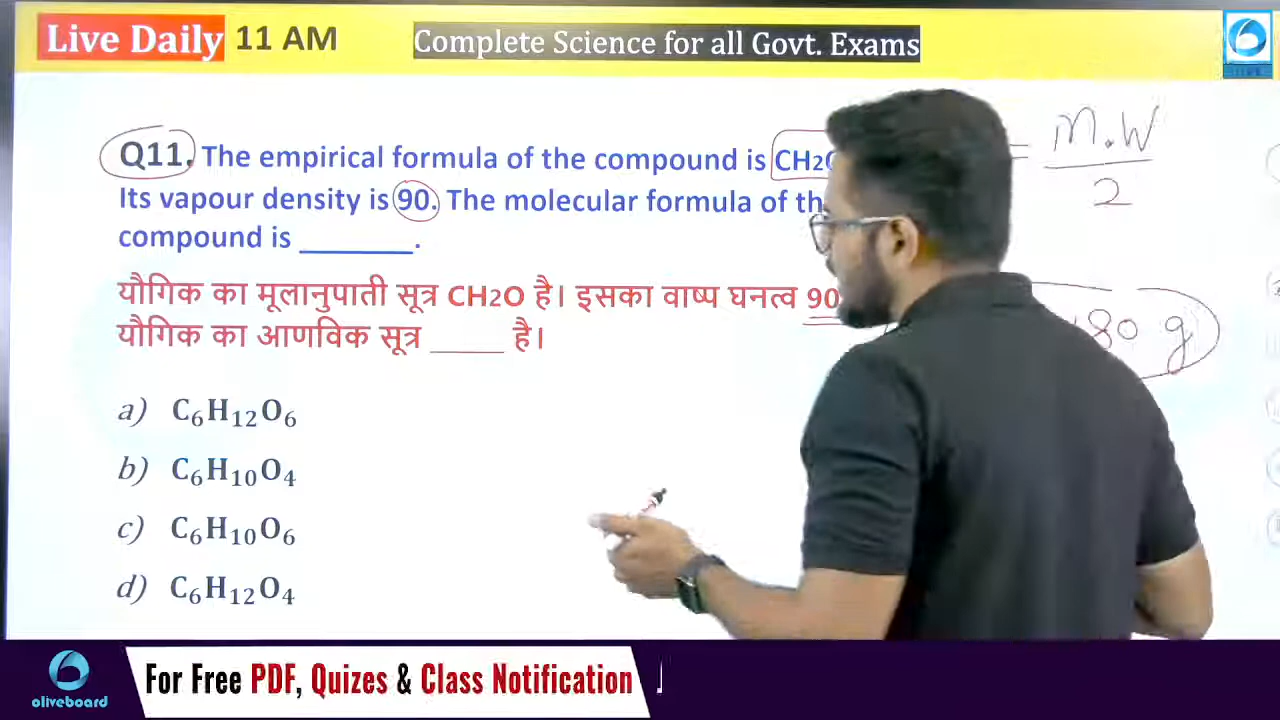 Live Daily 11 AM
Complete Science for all Govt. Exams
Q11. The empirical formula of the compound is CH2
Its vapour density is 90. The molecular formula of th
compound is ________.
यौगिक का मूलानुपाती सूत्र CH2O है। इसका वाष्प घनत्व 90
यौगिक का आणविक सूत्र _____ है।
= M.W
2
180 g
a) C₆H₁₂O₆
b) C₆H₁₀O₄
c) C₆H₁₀O₆
d) C₆H₁₂O₄
oliveboard
For Free PDF, Quizes & Class Notification